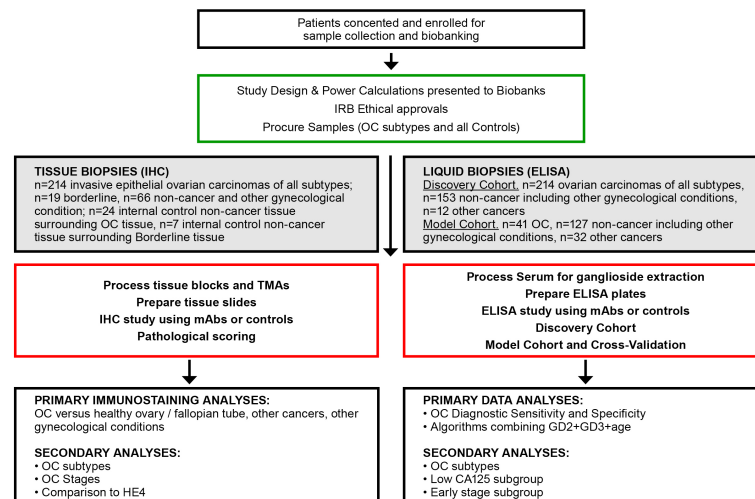 Patients concented and enrolled for
sample collection and biobanking
Study Design & Power Calculations presented to Biobanks
IRB Ethical approvals
Procure Samples (OC subtypes and all Controls)
TISSUE BIOPSIES (IHC)
n=214 invasive epithelial ovarian carcinomas of all subtypes;
n=19 borderline, n=66 non-cancer and other gynecological
condition; n=24 internal control non-cancer tissue
surrounding OC tissue, n=7 internal control non-cancer
tissue surrounding Borderline tissue
LIQUID BIOPSIES (ELISA)
Discovery Cohort. n=214 ovarian carcinomas of all subtypes,
n=153 non-cancer including other gynecological conditions,
n=12 other cancers
Model Cohort. n=41 OC, n=127 non-cancer including other
gynecological conditions, n=32 other cancers
Process tissue blocks and TMAs
Prepare tissue slides
IHC study using mAbs or controls
Pathological scoring
Process Serum for ganglioside extraction
Prepare ELISA plates
ELISA study using mAbs or controls
Discovery Cohort
Model Cohort and Cross-Validation
PRIMARY IMMUNOSTAINING ANALYSES:
OC versus healthy ovary / fallopian tube, other cancers, other
gynecological conditions
SECONDARY ANALYSES:
• OC subtypes
• OC Stages
• Comparison to HE4
PRIMARY DATA ANALYSES:
• OC Diagnostic Sensitivity and Specificity
• Algorithms combining GD2+GD3+age
SECONDARY ANALYSES:
• OC subtypes
• Low CA125 subgroup
• Early stage subgroup